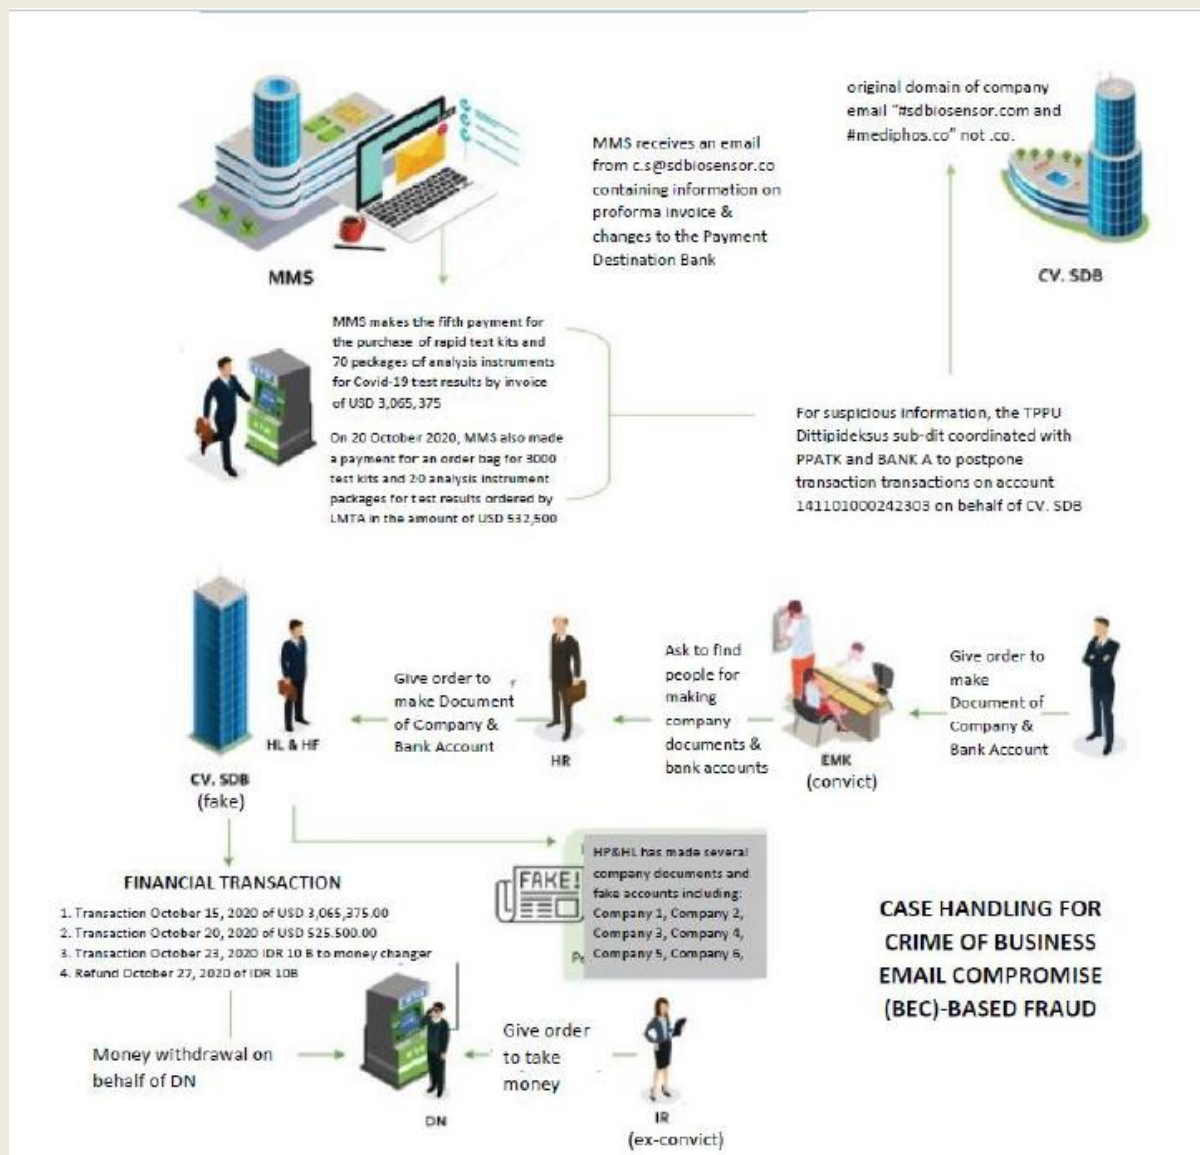 original domain of company
email "#sdbiosensor.com and
#mediphos.co" not .co.
MMS receives an email
from c.s@sdbiosensor.co
containing information on
proforma invoice &
changes to the Payment
Destination Bank
MMS
CV. SDB
MMS makes the fifth payment for
the purchase of rapid test kits and
70 packages of analysis instruments
for Covid-19 test results by invoice
of USD 3,065,375
On 20 October 2020, MMS also made
a payment for an order bag for 3000
test kits and 20 analysis instrument
packages for test results ordered by
LMTA in the amount of USD 532,500
For suspicious information, the TPPU
Dittipideksus sub-dit coordinated with
PPATK and BANK A to postpone
transaction transactions on account
141101000242303 on behalf of CV. SDB
Give order to
make Document
of Company &
Bank Account
Ask to find
people for
making
company
documents &
bank accounts
Give order to
make
Document of
Company &
Bank Account
HL & HF
HR
EMK
(convict)
CV. SDB
(fake)
FINANCIAL TRANSACTION
1. Transaction October 15, 2020 of USD 3,065,375.00
2. Transaction October 20, 2020 of USD 525.500.00
3. Transaction October 23, 2020 IDR 10 B to money changer
4. Refund October 27, 2020 of IDR 10B
FAKE!
HP&HL has made several
company documents and
fake accounts including:
Company 1, Company 2,
Company 3, Company 4,
Company 5, Company 6,
CASE HANDLING FOR
CRIME OF BUSINESS
EMAIL COMPROMISE
(BEC)-BASED FRAUD
Money withdrawal on
behalf of DN
Give order
to take
money
DN
IR
(ex-convict)